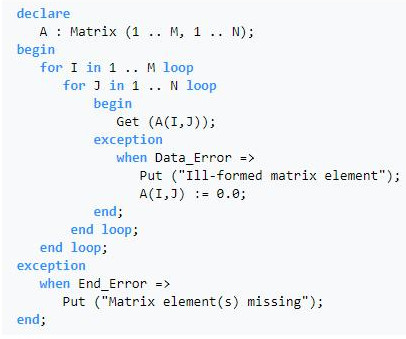 declare
   A : Matrix (1 .. M, 1 .. N);
begin
   for I in 1 .. M loop
      for J in 1 .. N loop
          begin
             Get (A(I,J));
          exception
             when Data_Error =>
                Put ("Ill-formed matrix element");
                A(I,J) := 0.0;
          end;
       end loop;
   end loop;
exception
   when End_Error =>
      Put ("Matrix element(s) missing");
end;